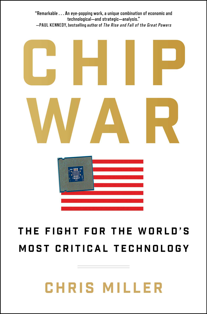 "Remarkable . . . An eye-popping work, a unique combination of economic and
technological—and strategic—analysis."
—PAUL KENNEDY, bestselling author of The Rise and Fall of the Great Powers
CHIP
WAR
THE FIGHT FOR THE WORLD'S
MOST CRITICAL TECHNOLOGY
CHRIS MILLER